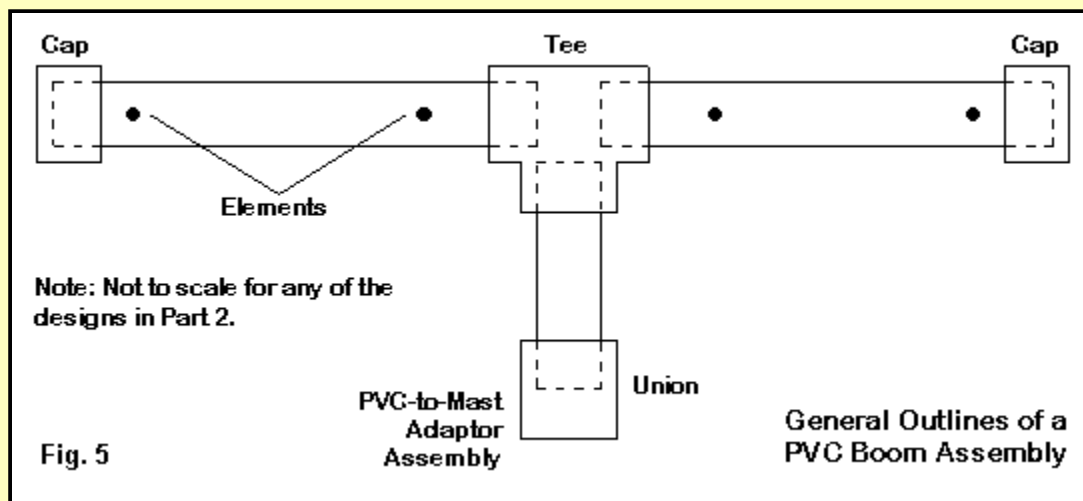 Cap
Tee
Cap
Elements
Note: Not to scale for any of the
designs in Part 2.
Union
PVC-to-Mast
Adaptor
Assembly
General Outlines of a
PVC Boom Assembly
Fig. 5